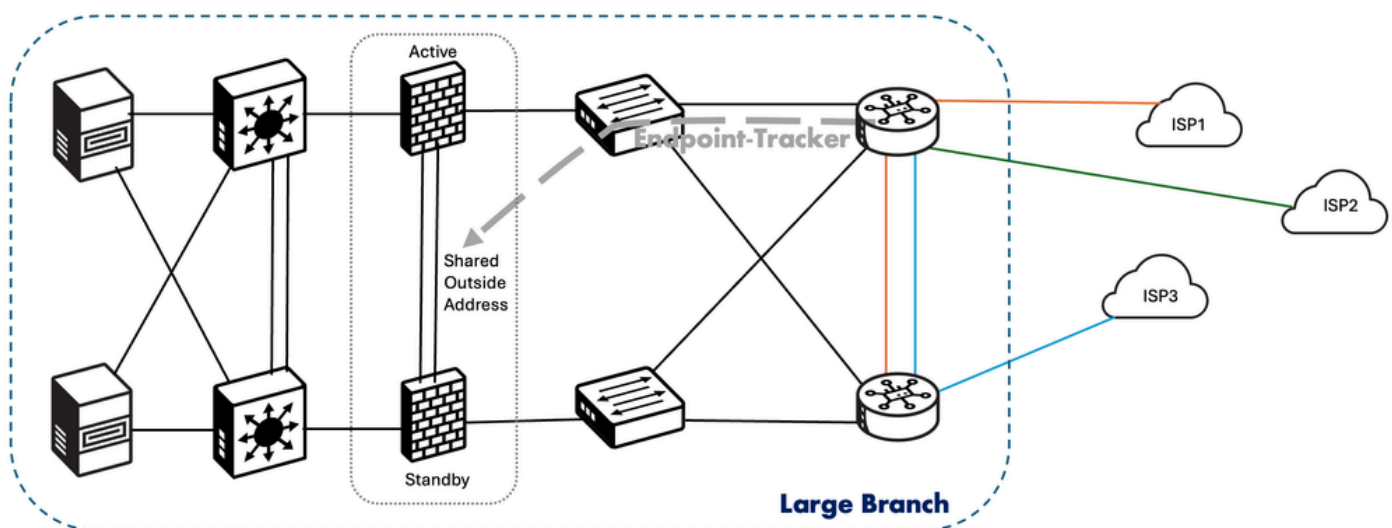 Active
ISP1
Endpoint-Tracker
ISP2
Shared
Outside
Address
ISP3
Standby
Large Branch